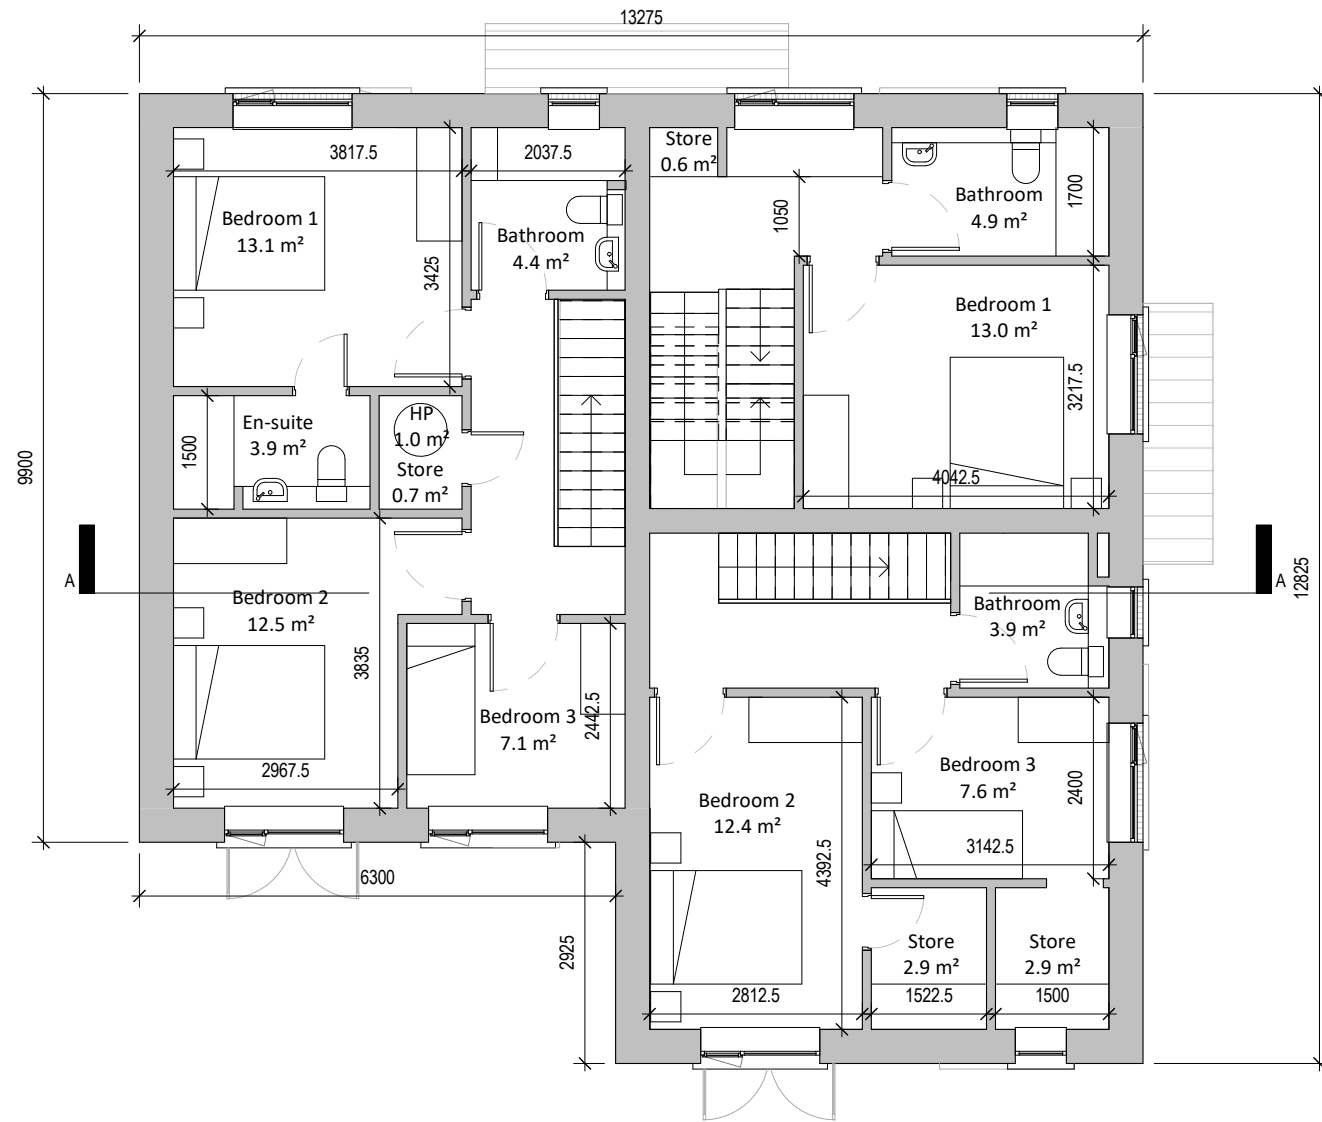 13275
3817.5
2037.5
Store
0.6 m²
Bedroom 1
13.1 m²
3425
Bathroom
4.4 m²
1050
Bathroom
4.9 m²
1700
Bedroom 1
13.0 m²
3217.5
4042.5
En-suite
3.9 m²
1500
HP
1.0 m²
Store
0.7 m²
9900
A
A
12825
Bedroom 2
12.5 m²
3835
2967.5
Bedroom 3
7.1 m²
2442.5
Bathroom
3.9 m²
Bedroom 2
12.4 m²
4392.5
Bedroom 3
7.6 m²
2400
3142.5
6300
2925
Store
2.9 m²
Store
2.9 m²
2812.5
1522.5
1500